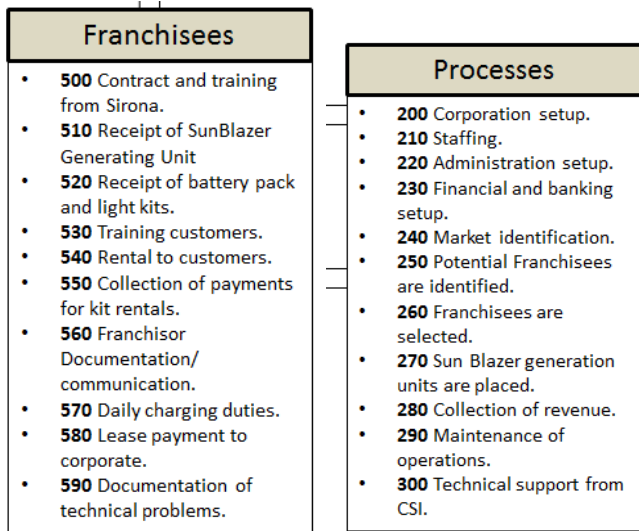 Franchisees
• 500 Contract and training
from Sirona.
• 510 Receipt of SunBlazer
Generating Unit
• 520 Receipt of battery pack
and light kits.
• 530 Training customers.
• 540 Rental to customers.
• 550 Collection of payments
for kit rentals.
• 560 Franchisor
Documentation/
communication.
• 570 Daily charging duties.
• 580 Lease payment to
corporate.
• 590 Documentation of
technical problems.
Processes
• 200 Corporation setup.
• 210 Staffing.
• 220 Administration setup.
• 230 Financial and banking
setup.
• 240 Market identification.
• 250 Potential Franchisees
are identified.
• 260 Franchisees are
selected.
• 270 Sun Blazer generation
units are placed.
• 280 Collection of revenue.
• 290 Maintenance of
operations.
• 300 Technical support from
CSI.